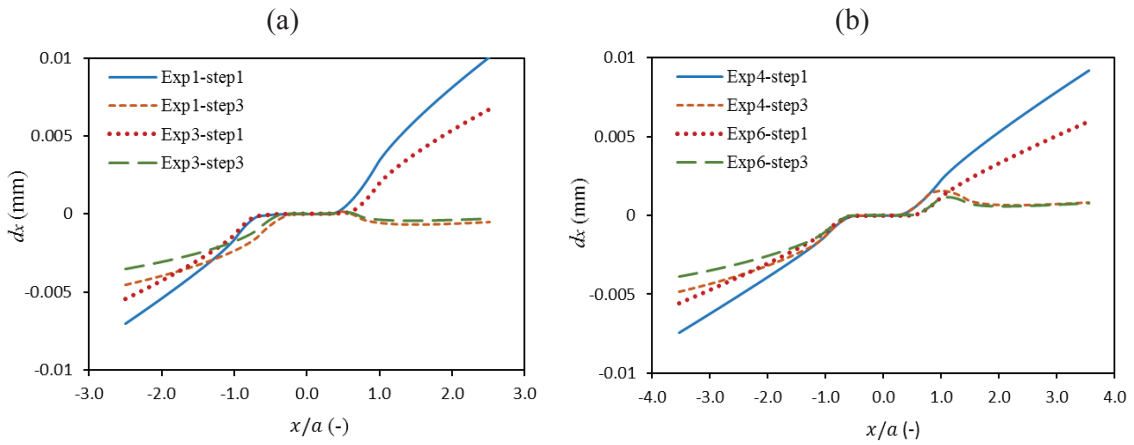 (a)
0.01
0.005
0
-0.005
-0.01
dx (mm)
Exp1-step1
Exp1-step3
Exp3-step1
Exp3-step3
-3.0 -2.0 -1.0 0.0 1.0 2.0 3.0
x/a (-)
(b)
0.01
0.005
0
-0.005
-0.01
dx (mm)
Exp4-step1
Exp4-step3
Exp6-step1
Exp6-step3
-4.0 -3.0 -2.0 -1.0 0.0 1.0 2.0 3.0 4.0
x/a (-)